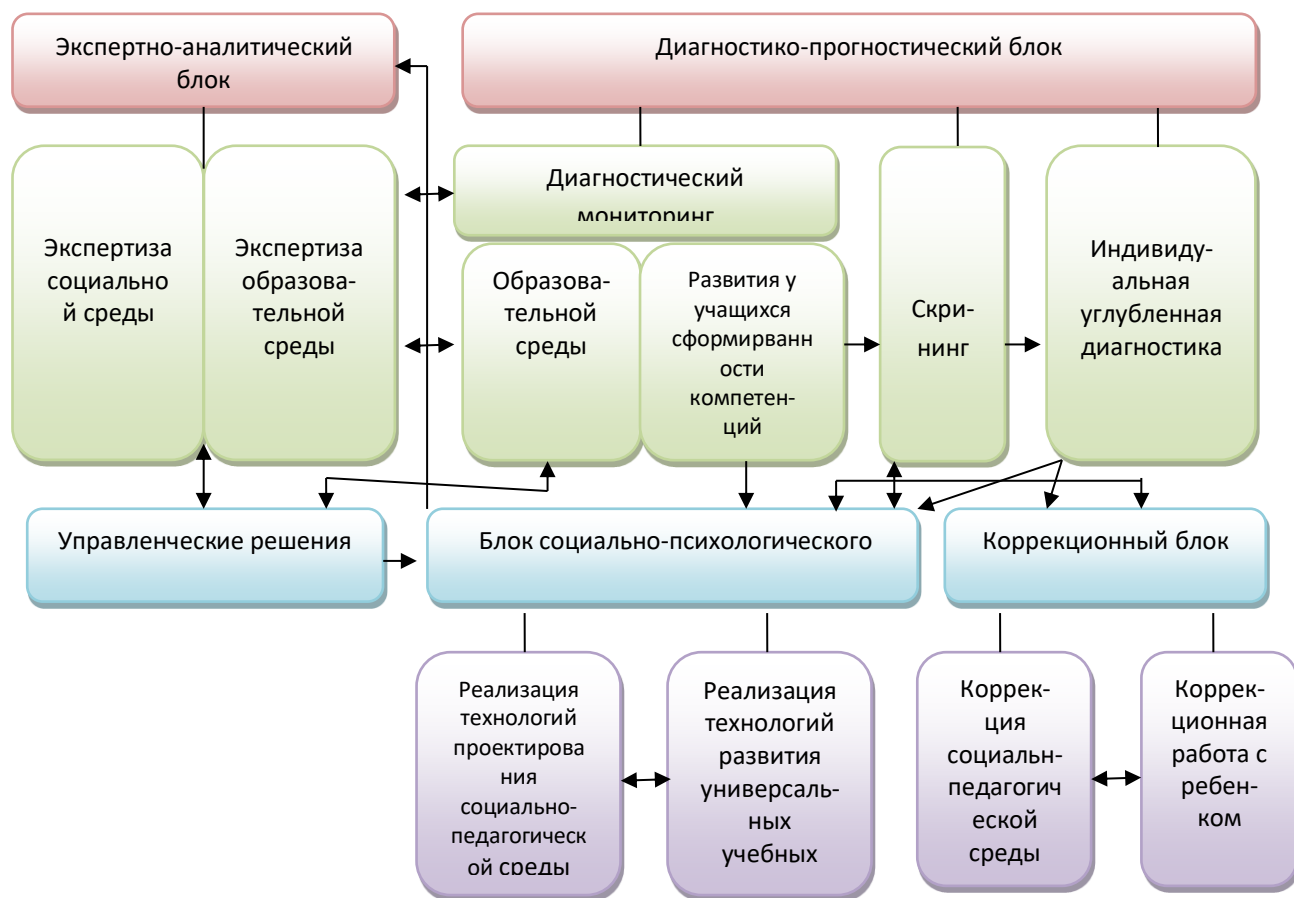 Экспертно-аналитический
блок
Диагностико-прогностический блок
Экспертиза
социально
й среды
Экспертиза
образова-
тельной
среды
Диагностический
мониторинг
Образова-
тельной
среды
Развития у
учащихся
сформирванн
ости
компетен-
ций
Скри-
нинг
Индивиду-
альная
углубленная
диагностика
Управленческие решения
Блок социально-психологического
Коррекционный блок
Реализация
технологий
проектирова
ния
социально-
педагогическ
ой среды
Реализация
технологий
развития
универсаль-
ных
учебных
Коррек-
ция
социальн-
педагогич
еской
среды
Коррек-
ционная
работа с
ребен-
ком